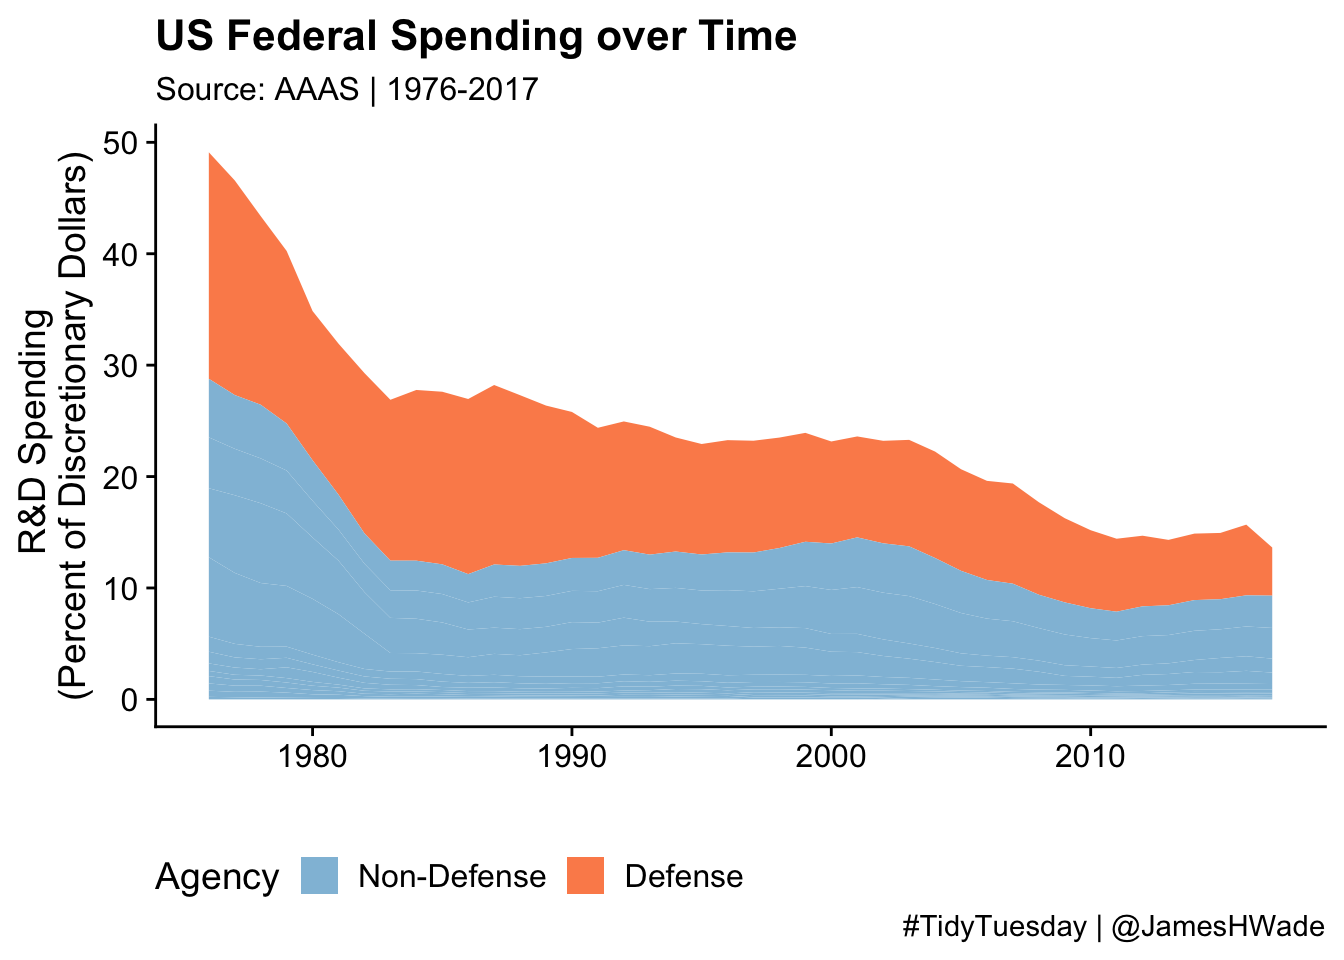 US Federal Spending over Time
Source: AAAS | 1976-2017
R&D Spending
(Percent of Discretionary Dollars)
50
40
30
20
10
0
1980 1990 2000 2010
Agency Non-Defense Defense
#TidyTuesday | @JamesHWade